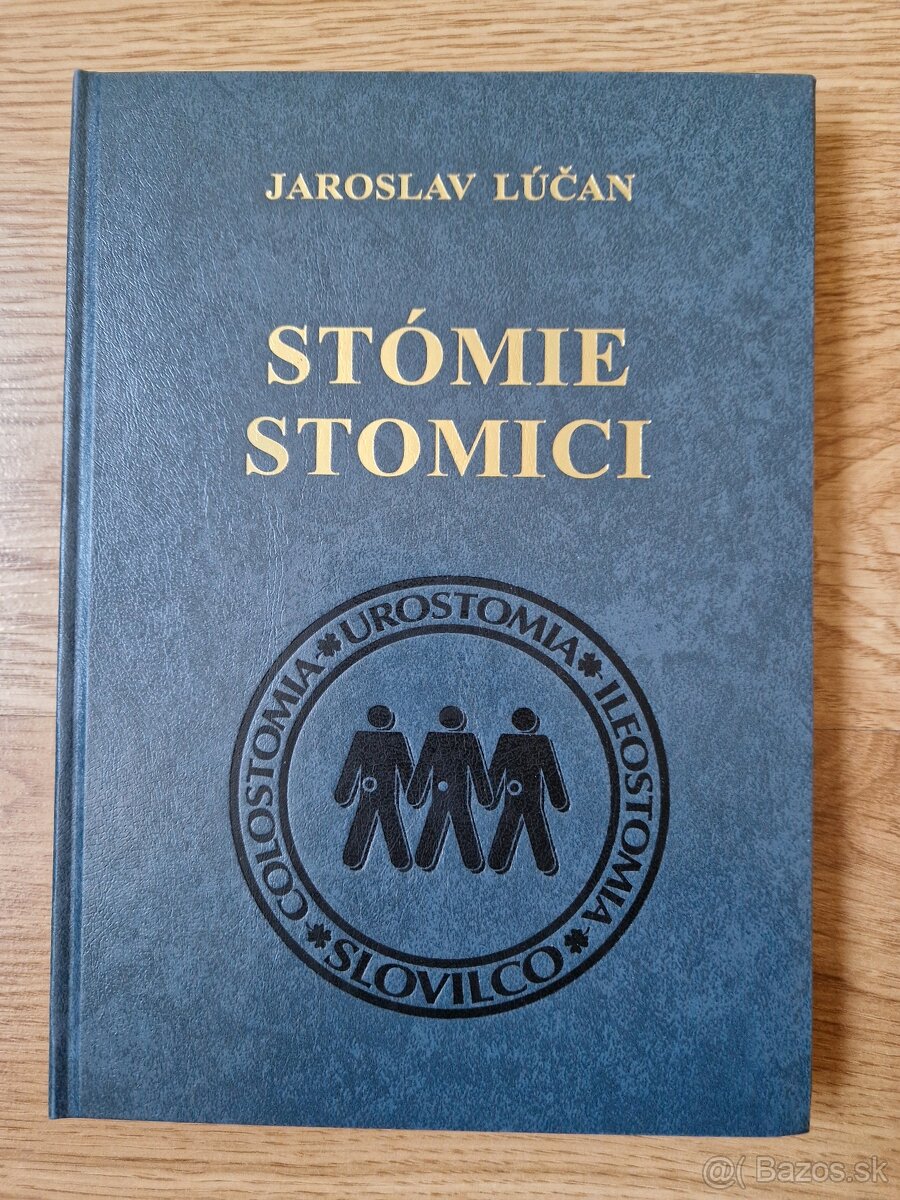 JAROSLAV LÚČAN
STÓMIE
STOMICI
COLOSTOMIA UROSTOMIA ILEOSTOMIA
SLOVILCO
@( Bazos.sk